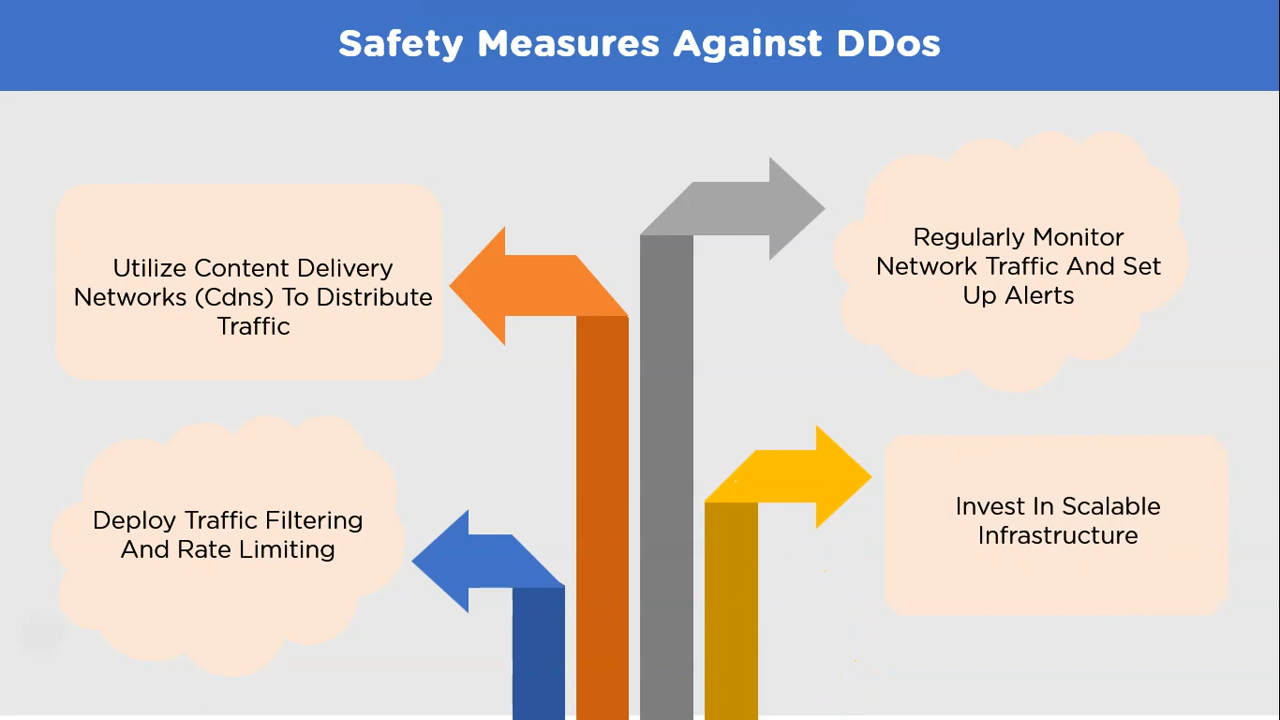 Safety Measures Against DDos
Utilize Content Delivery
Networks (Cdns) To Distribute
Traffic
Regularly Monitor
Network Traffic And Set
Up Alerts
Deploy Traffic Filtering
And Rate Limiting
Invest In Scalable
Infrastructure